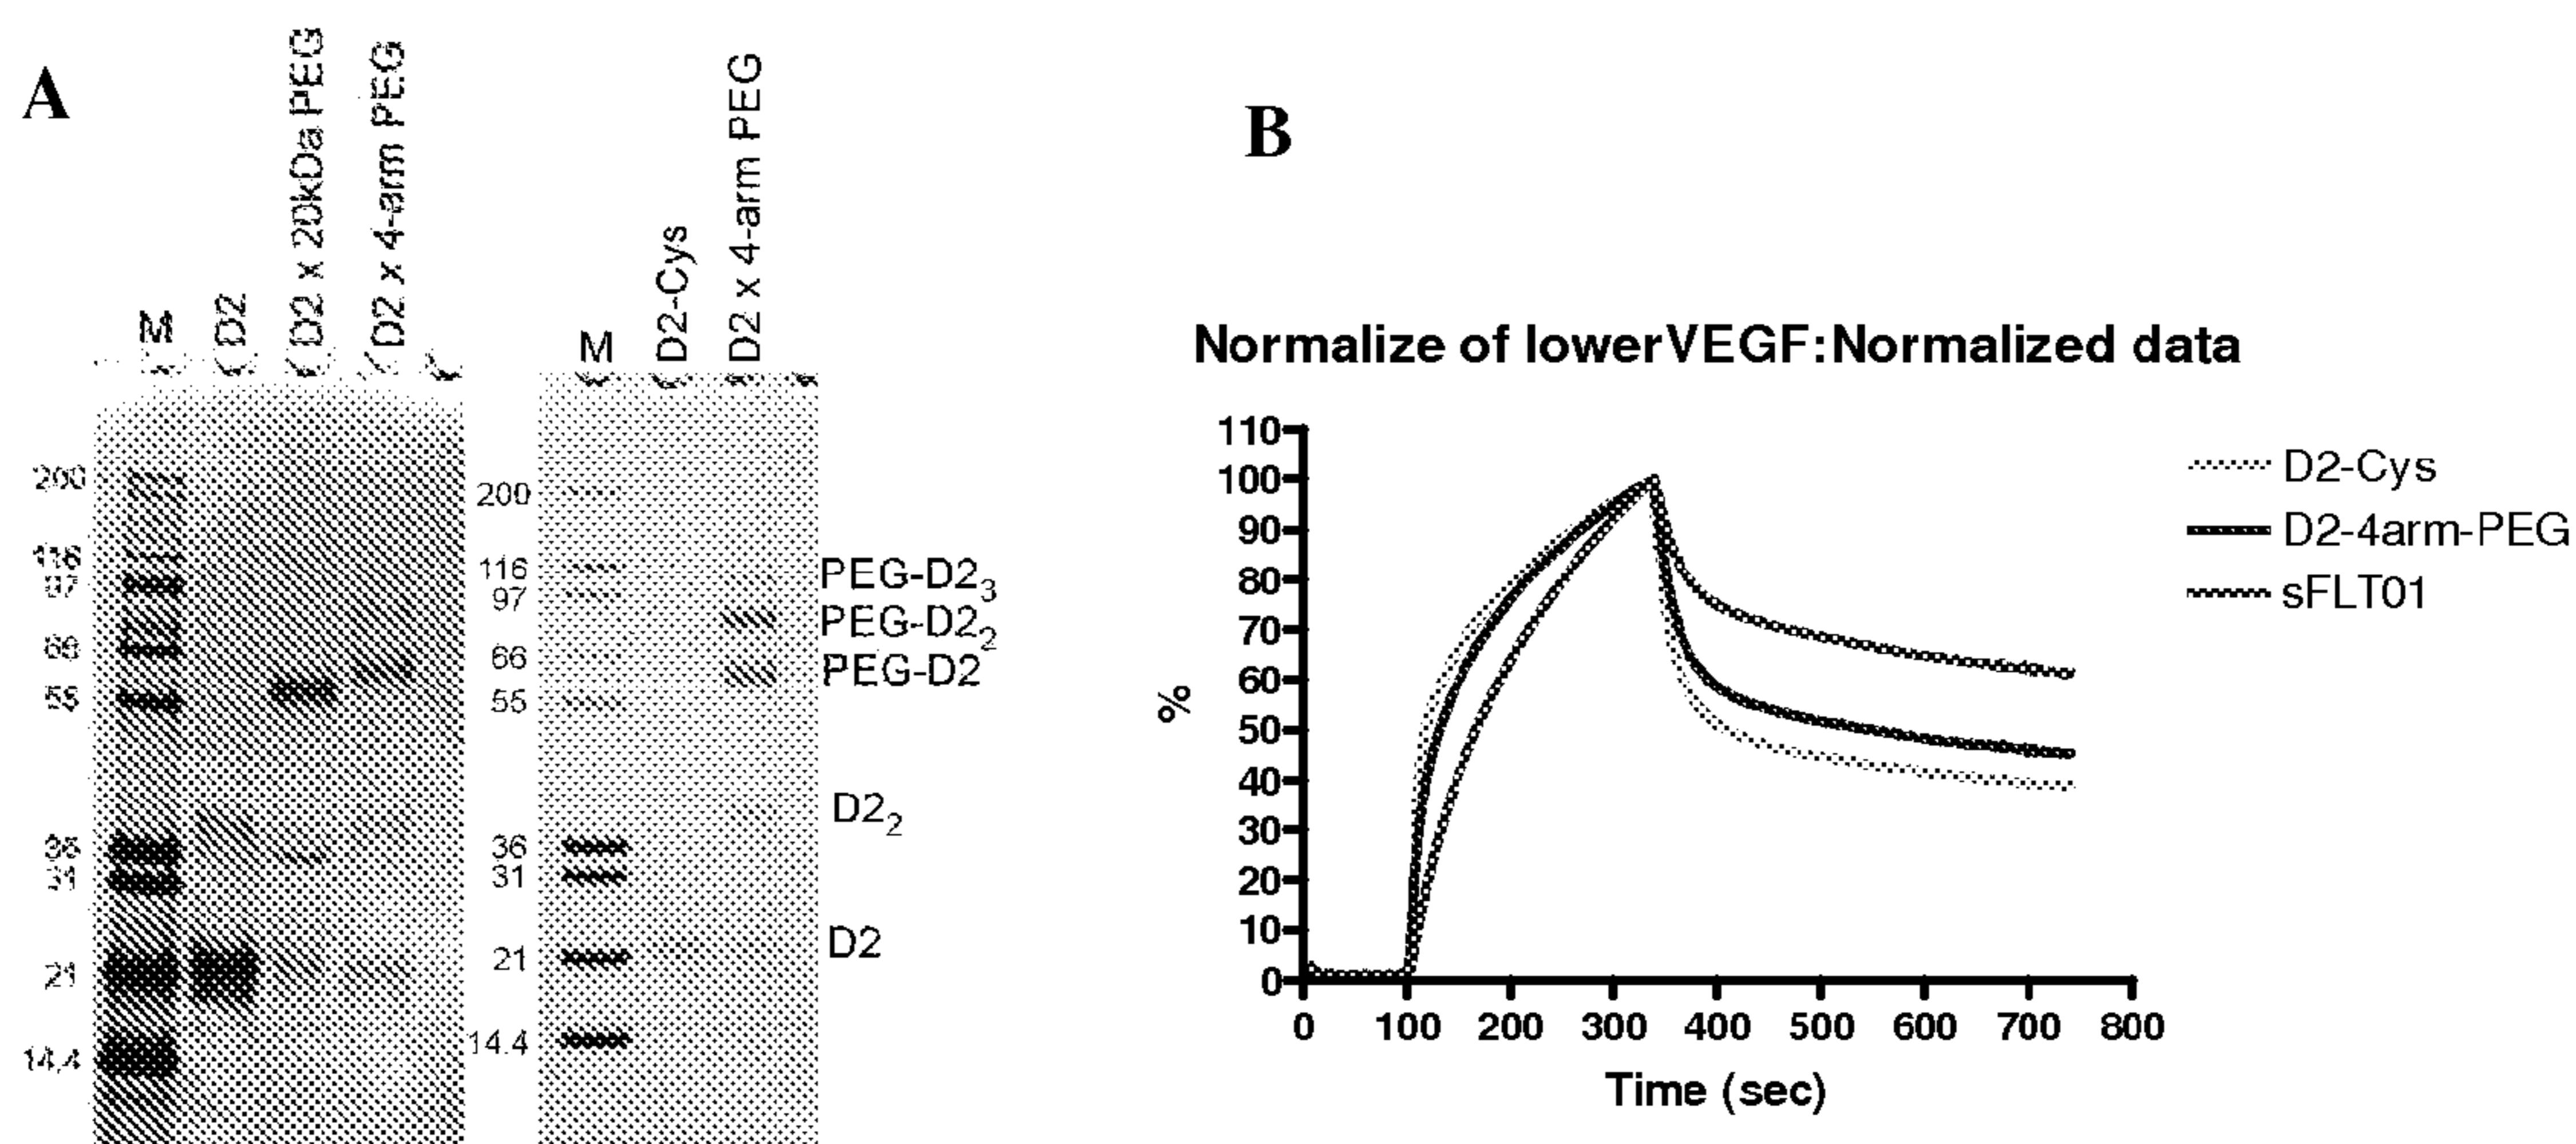 A
M
D2
D2 x 20kDa PEG
D2 x 4-arm PEG
200
116
97
66
55
36
31
21
14.4
M
D2-Cys
D2 x 4-arm PEG
200
116
97
66
55
36
31
21
14.4
PEG-D2₃
PEG-D2₂
PEG-D2
D2₂
D2
B
Normalize of lowerVEGF:Normalized data
110
100
90
80
70
60
50
40
30
20
10
0
%
0 100 200 300 400 500 600 700 800
Time (sec)
D2-Cys
D2-4arm-PEG
sFLT01